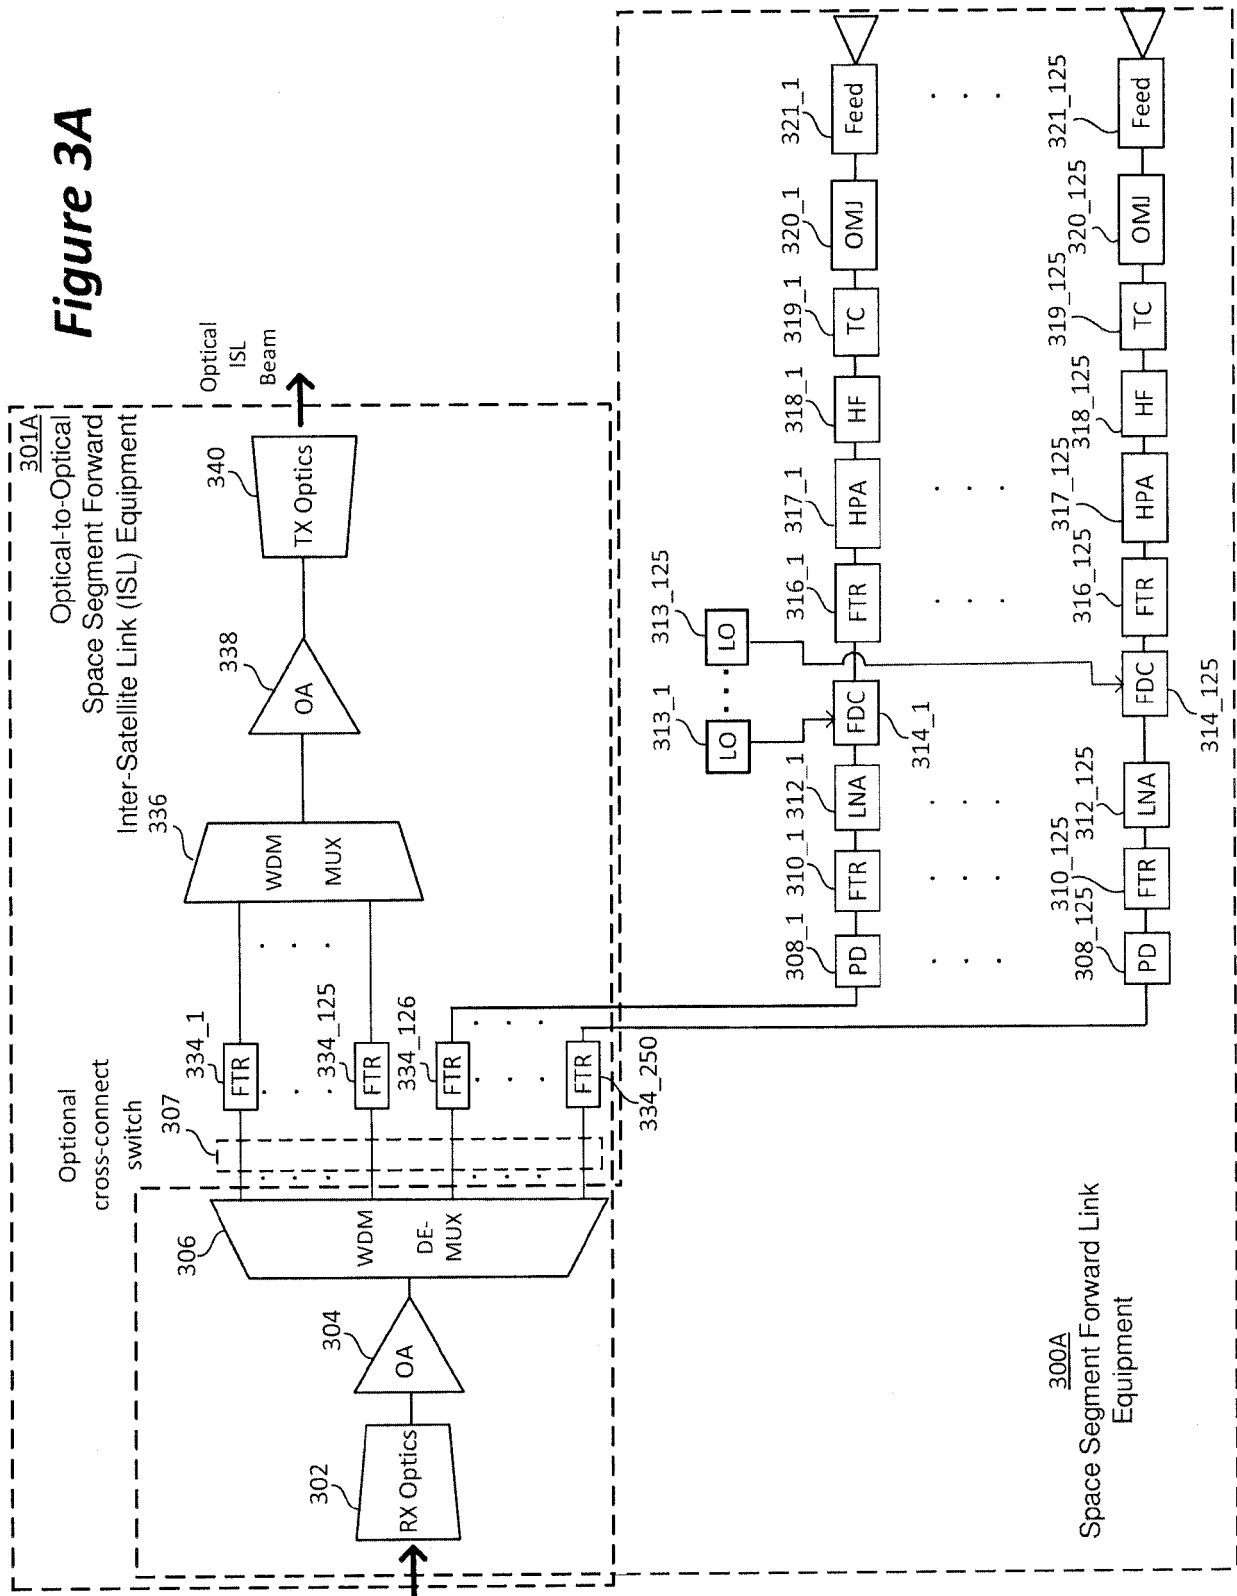 Figure 3A
301A
Optical-to-Optical
Space Segment Forward
Inter-Satellite Link (ISL) Equipment
Optical
ISL
Beam
Optional
cross-connect
switch
307
302
RX Optics
304
OA
306
WDM
DE-
MUX
334_1
FTR
334_125
FTR
334_126
FTR
334_250
FTR
336
WDM
MUX
338
OA
340
TX Optics
308_1
PD
310_1
FTR
312_1
LNA
313_1
LO
313_125
LO
314_1
FDC
316_1
FTR
317_1
HPA
318_1
HF
319_1
TC
320_1
OMJ
321_1
Feed
308_125
PD
310_125
FTR
312_125
LNA
314_125
FDC
316_125
FTR
317_125
HPA
318_125
HF
319_125
TC
320_125
OMJ
321_125
Feed
300A
Space Segment Forward Link
Equipment